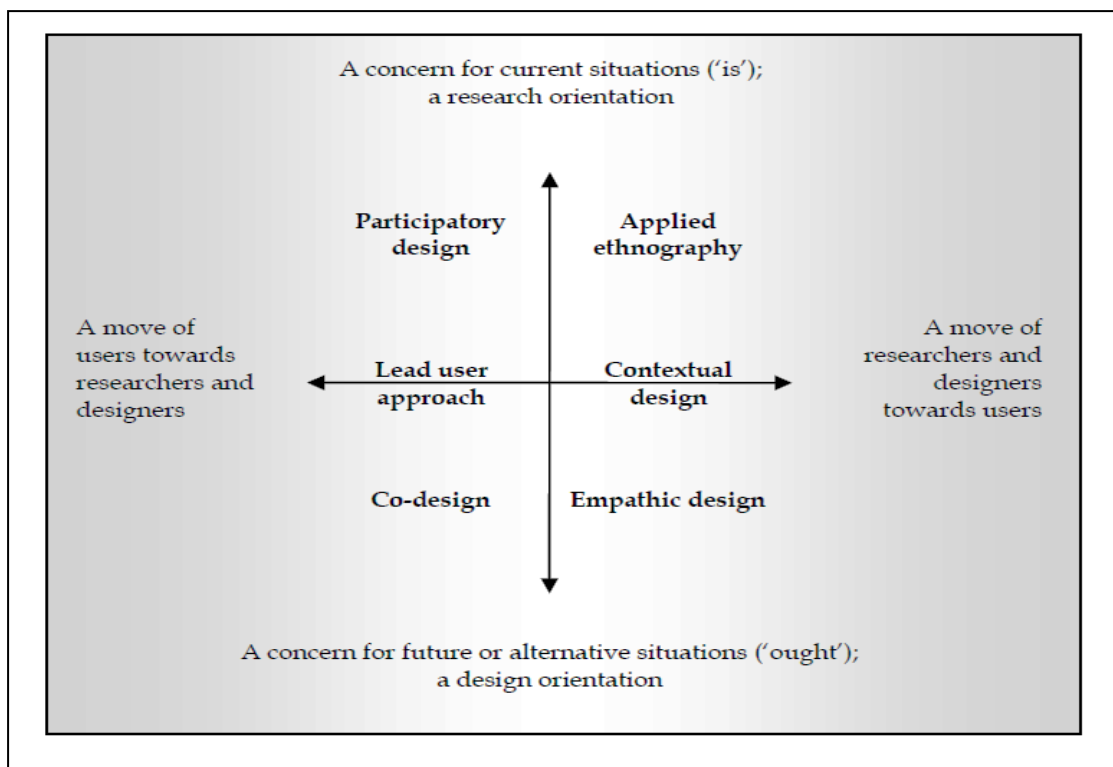 A concern for current situations (‘is’);
a research orientation
Participatory
design
Applied
ethnography
A move of
users towards
researchers and
designers
Lead user
approach
Contextual
design
A move of
researchers and
designers
towards users
Co-design
Empathic design
A concern for future or alternative situations (‘ought’);
a design orientation